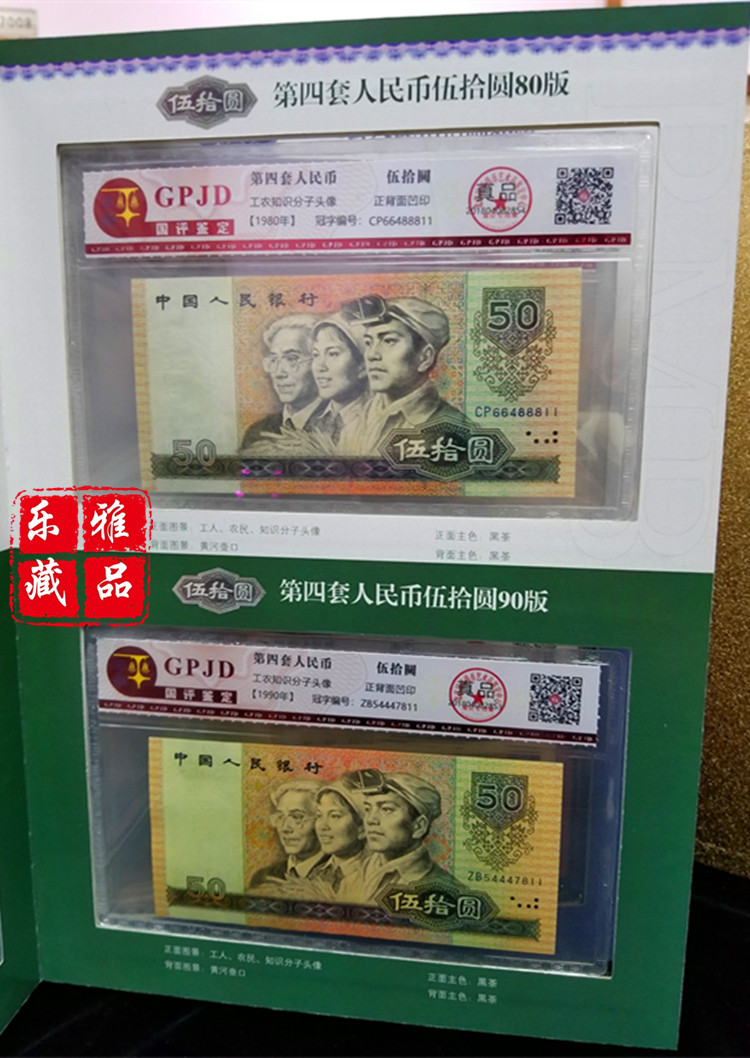 7008
伍拾圆
第四套人民币伍拾圆80版
GPJD
国评鉴定
第四套人民币 伍拾圆
工农知识分子头像 正背面凹印
【1980年】 冠字编号：CP66488811
真品
中国人民银行
50
CP66488811
50
伍拾圆
正面图景：工人、农民、知识分子头像
背面图景：黄河壶口
正面主色：黑茶
背面主色：黑茶
乐雅
藏品
伍拾圆
第四套人民币伍拾圆90版
GPJD
国评鉴定
第四套人民币 伍拾圆
工农知识分子头像 正背面凹印
【1990年】 冠字编号：ZB54447811
真品
中国人民银行
50
ZB54447811
50
伍拾圆
正面图景：工人、农民、知识分子头像
背面图景：黄河壶口
正面主色：黑茶
背面主色：黑茶